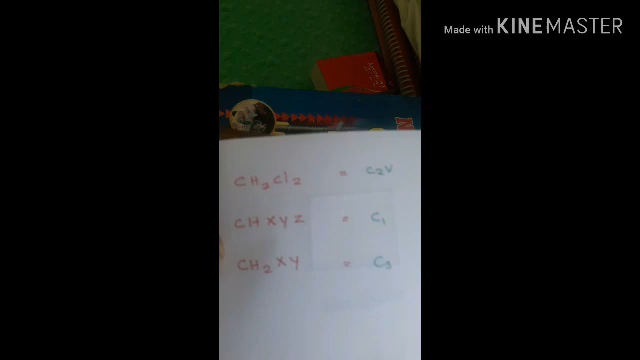 Made with KINEMASTER
CH2Cl2 = C2V
CHXYZ = C1
CH2XY = Cs